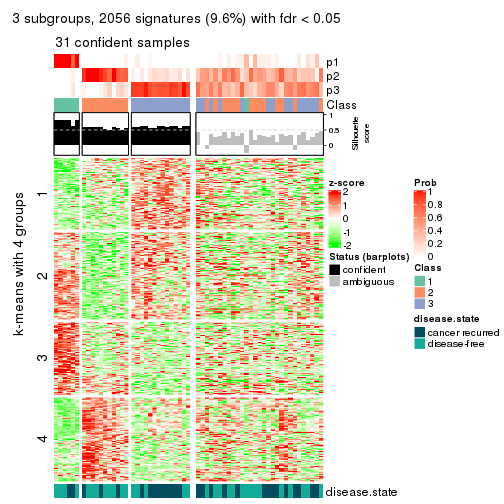 3 subgroups, 2056 signatures (9.6%) with fdr < 0.05
31 confident samples
p1
p2
p3
Class
1
0.5
0
Silhouette
score
k-means with 4 groups
1
2
3
4
z-score
2
1
0
-1
-2
Status (barplots)
confident
ambiguous
Prob
1
0.8
0.6
0.4
0.2
0
Class
1
2
3
disease.state
cancer recurred
disease-free
disease.state